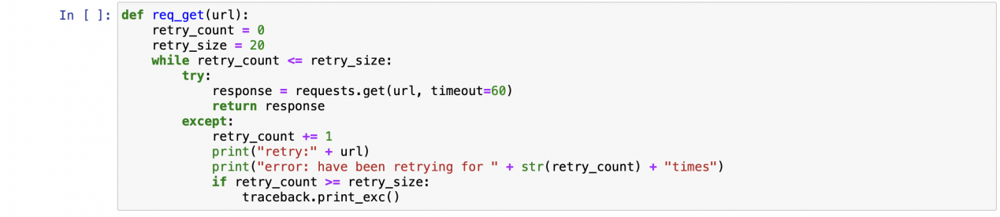 In [ ]: def req_get(url):
    retry_count = 0
    retry_size = 20
    while retry_count <= retry_size:
        try:
            response = requests.get(url, timeout=60)
            return response
        except:
            retry_count += 1
            print("retry:" + url)
            print("error: have been retrying for " + str(retry_count) + "times")
            if retry_count >= retry_size:
                traceback.print_exc()